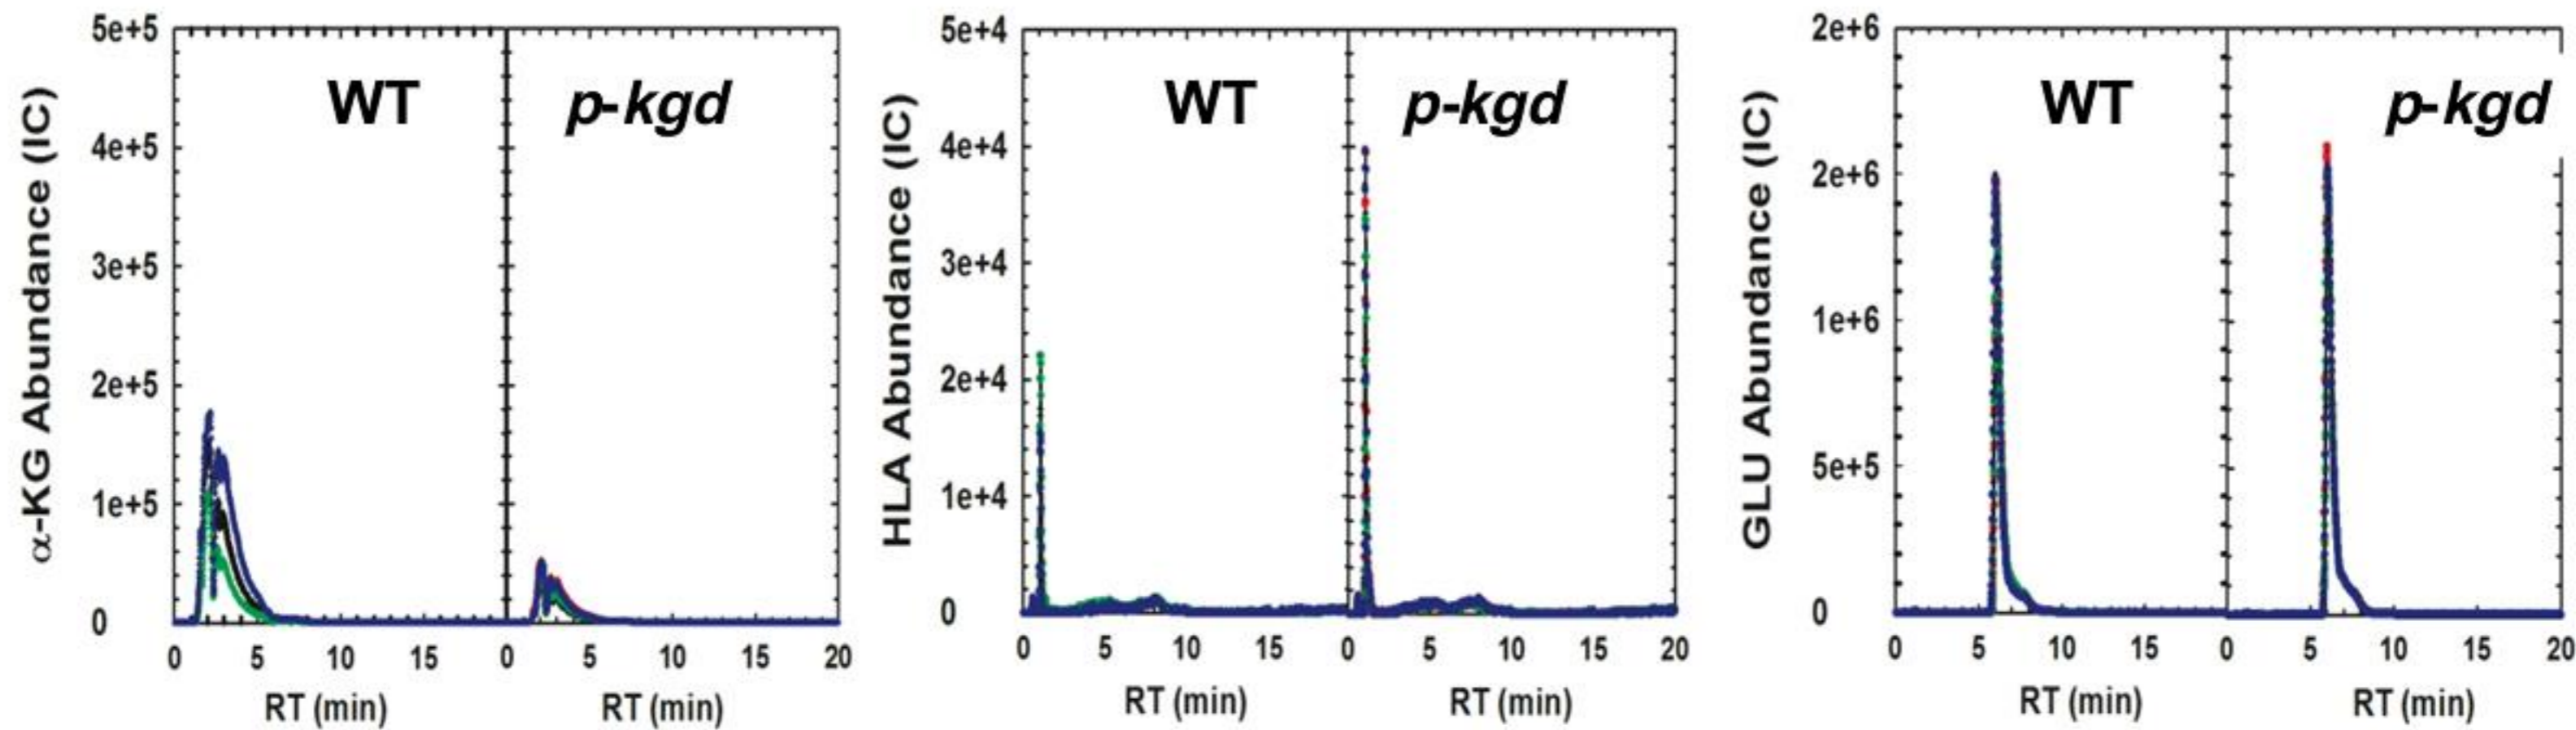 α-KG Abundance (IC)
5e+5
4e+5
3e+5
2e+5
1e+5
0
WT
p-kgd
0 5 10 15 0 5 10 15 20
RT (min) RT (min)
HLA Abundance (IC)
5e+4
4e+4
3e+4
2e+4
1e+4
0
WT
p-kgd
0 5 10 15 0 5 10 15 20
RT (min) RT (min)
GLU Abundance (IC)
2e+6
2e+6
1e+6
5e+5
0
WT
p-kgd
0 5 10 15 0 5 10 15 20
RT (min) RT (min)